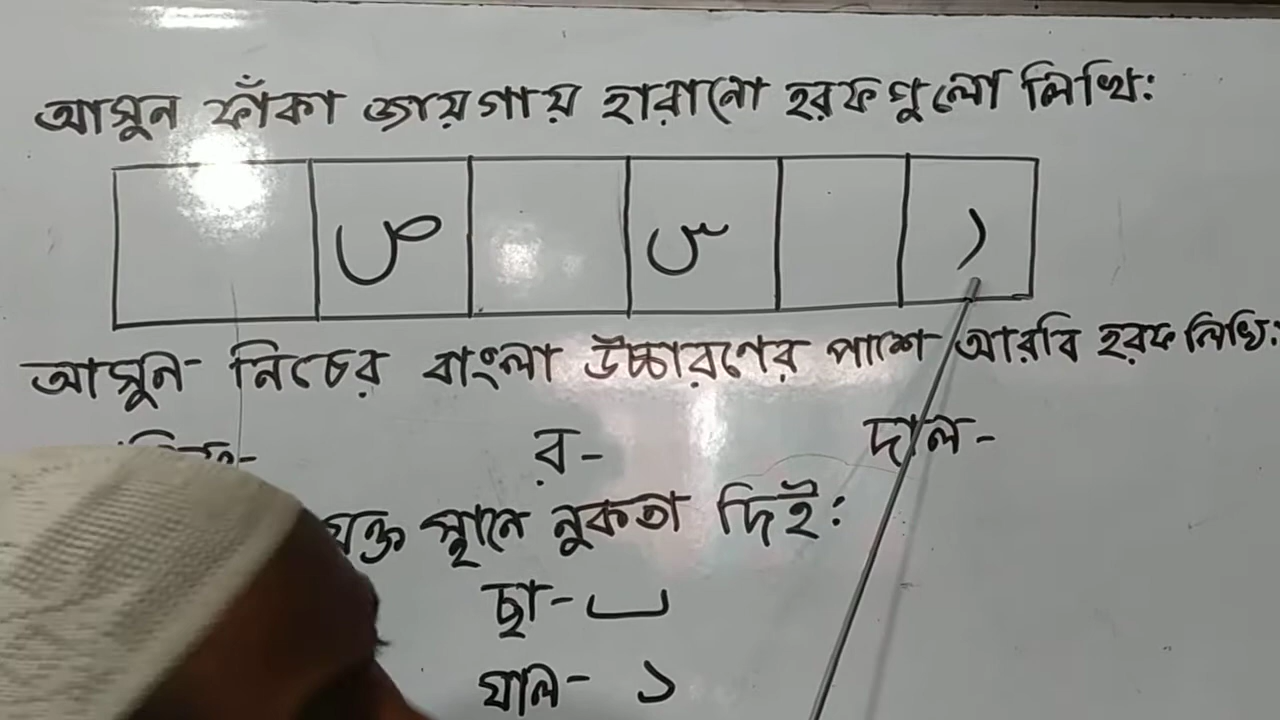 আসুন ফাঁকা জায়গায় হারানো হরফগুলো লিখি:
ر س ص
আসুন নিচের বাংলা উচ্চারণের পাশে আরবি হরফ লিখি:
র- দাল-
যুক্ত স্থানে নুকতা দিই:
ছা- ٮ
যাল- د